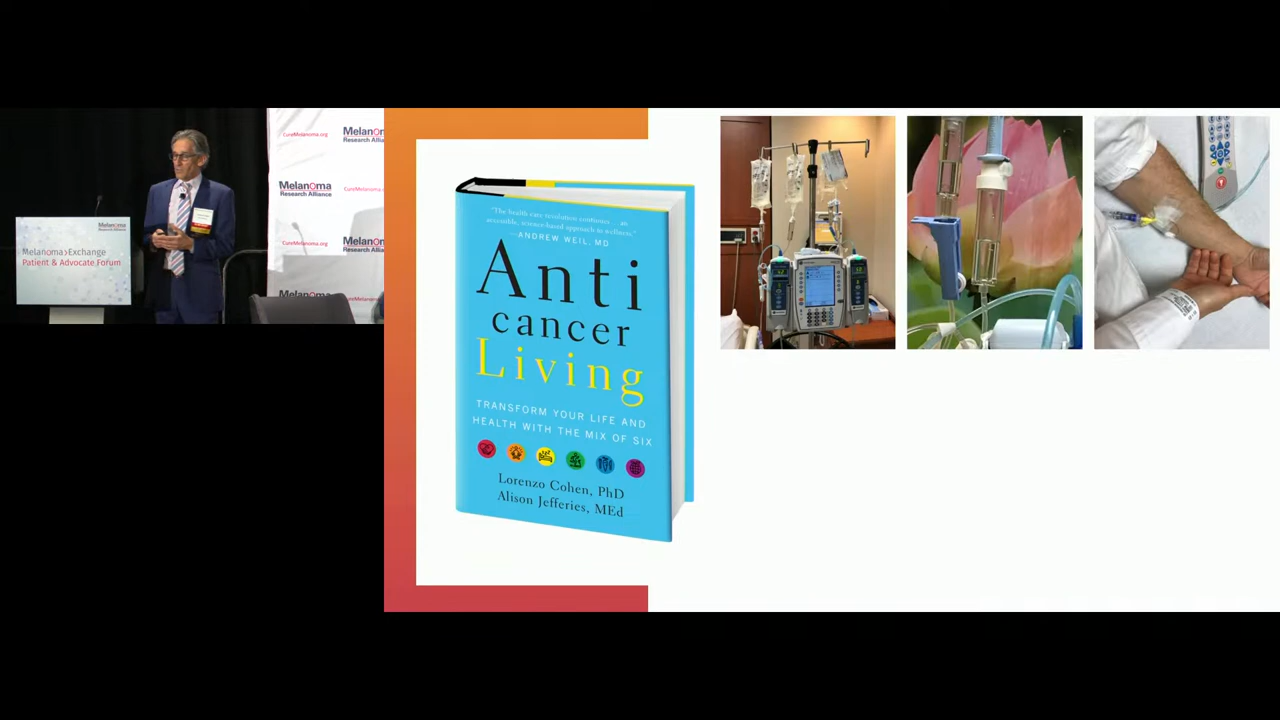 CureMelanoma.org
Melanoma
Research Alliance
Melanoma
Research Alliance
Melanoma>Exchange
Patient & Advocate Forum
"The health care revolution continues . . . an
accessible, science-based approach to wellness."
—ANDREW WEIL, MD
Anti
cancer
Living
TRANSFORM YOUR LIFE AND
HEALTH WITH THE MIX OF SIX
Lorenzo Cohen, PhD
Alison Jefferies, MEd